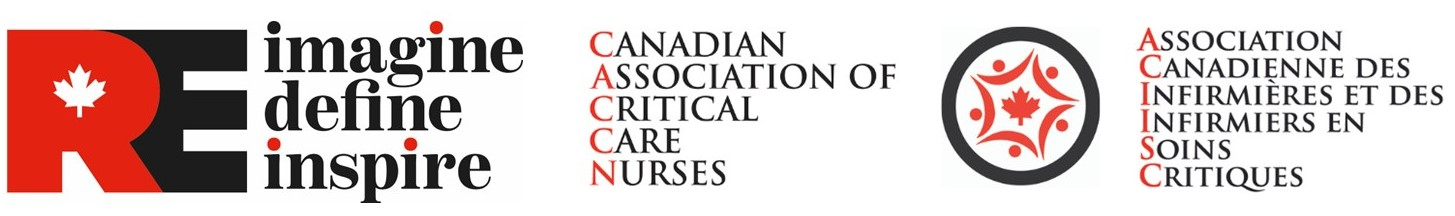 RE
imagine
define
inspire
CANADIAN
ASSOCIATION OF
CRITICAL
CARE
NURSES
ASSOCIATION
CANADIENNE DES
INFIRMIÈRES ET DES
INFIRMIERS EN
SOINS
CRITIQUES